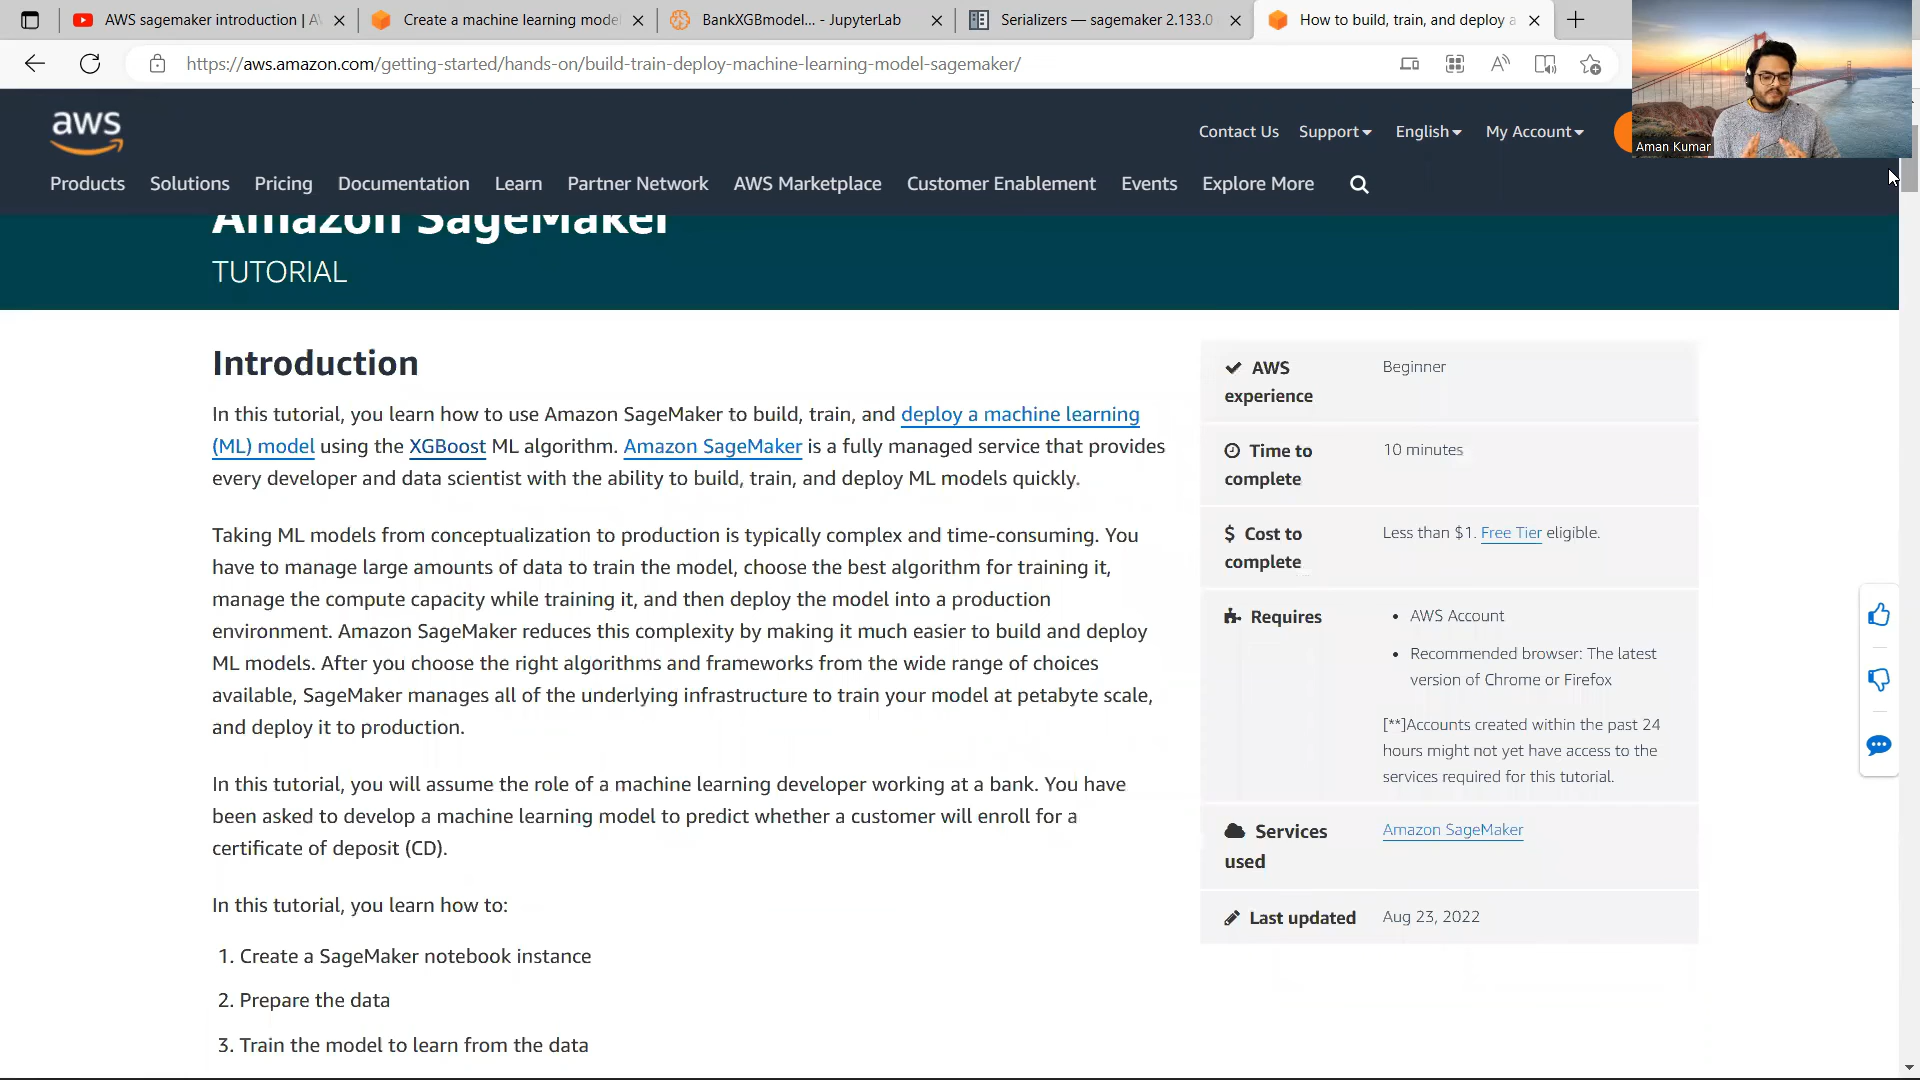 AWS sagemaker introduction | A
Create a machine learning mode
BankXGBmodel... - JupyterLab
Serializers — sagemaker 2.133.0
How to build, train, and deploy a
https://aws.amazon.com/getting-started/hands-on/build-train-deploy-machine-learning-model-sagemaker/
Aman Kumar
aws
Contact Us
Support
English
My Account
Products
Solutions
Pricing
Documentation
Learn
Partner Network
AWS Marketplace
Customer Enablement
Events
Explore More
Amazon SageMaker
TUTORIAL
Introduction
In this tutorial, you learn how to use Amazon SageMaker to build, train, and deploy a machine learning
(ML) model using the XGBoost ML algorithm. Amazon SageMaker is a fully managed service that provides
every developer and data scientist with the ability to build, train, and deploy ML models quickly.
Taking ML models from conceptualization to production is typically complex and time-consuming. You
have to manage large amounts of data to train the model, choose the best algorithm for training it,
manage the compute capacity while training it, and then deploy the model into a production
environment. Amazon SageMaker reduces this complexity by making it much easier to build and deploy
ML models. After you choose the right algorithms and frameworks from the wide range of choices
available, SageMaker manages all of the underlying infrastructure to train your model at petabyte scale,
and deploy it to production.
In this tutorial, you will assume the role of a machine learning developer working at a bank. You have
been asked to develop a machine learning model to predict whether a customer will enroll for a
certificate of deposit (CD).
In this tutorial, you learn how to:
1. Create a SageMaker notebook instance
2. Prepare the data
3. Train the model to learn from the data
AWS
experience
Beginner
Time to
complete
10 minutes
$ Cost to
complete
Less than $1. Free Tier eligible.
Requires
• AWS Account
• Recommended browser: The latest
version of Chrome or Firefox
[**]Accounts created within the past 24
hours might not yet have access to the
services required for this tutorial.
Services
used
Amazon SageMaker
Last updated
Aug 23, 2022